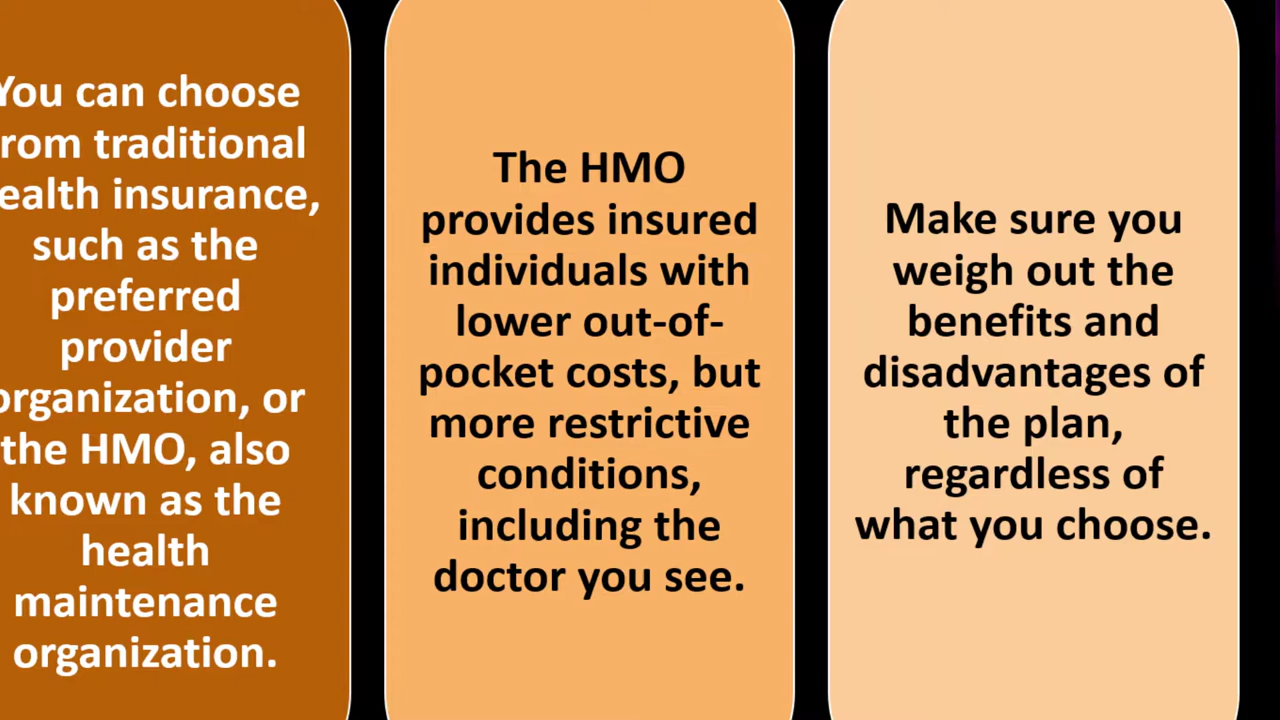 You can choose
rom traditional
ealth insurance,
such as the
preferred
provider
organization, or
the HMO, also
known as the
health
maintenance
organization.
The HMO
provides insured
individuals with
lower out-of-
pocket costs, but
more restrictive
conditions,
including the
doctor you see.
Make sure you
weigh out the
benefits and
disadvantages of
the plan,
regardless of
what you choose.